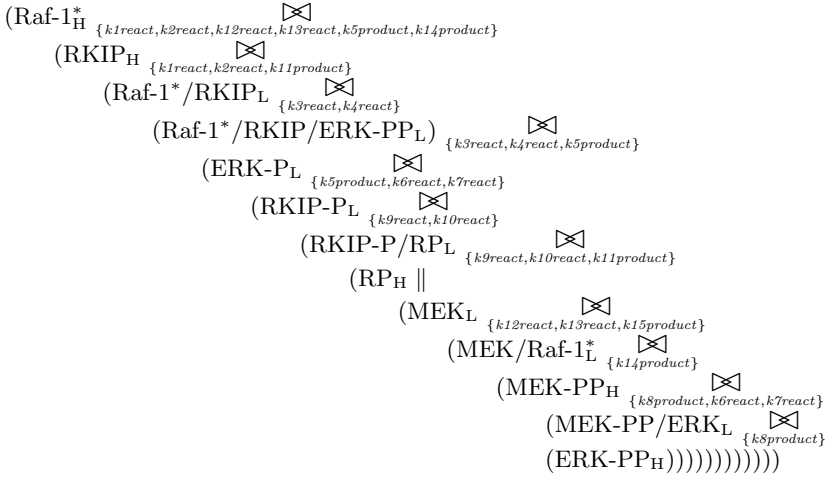 (Raf-1*H ⋈ {k1react,k2react,k12react,k13react,k5product,k14product}
(RKIPH ⋈ {k1react,k2react,k11product}
(Raf-1*/RKIPL ⋈ {k3react,k4react}
(Raf-1*/RKIP/ERK-PPL) ⋈ {k3react,k4react,k5product}
(ERK-PL ⋈ {k5product,k6react,k7react}
(RKIP-PL ⋈ {k9react,k10react}
(RKIP-P/RPL ⋈ {k9react,k10react,k11product}
(RPH ||
(MEKL ⋈ {k12react,k13react,k15product}
(MEK/Raf-1*L ⋈ {k14product}
(MEK-PPH ⋈ {k8product,k6react,k7react}
(MEK-PP/ERKL ⋈ {k8product}
(ERK-PPH))))))))))))